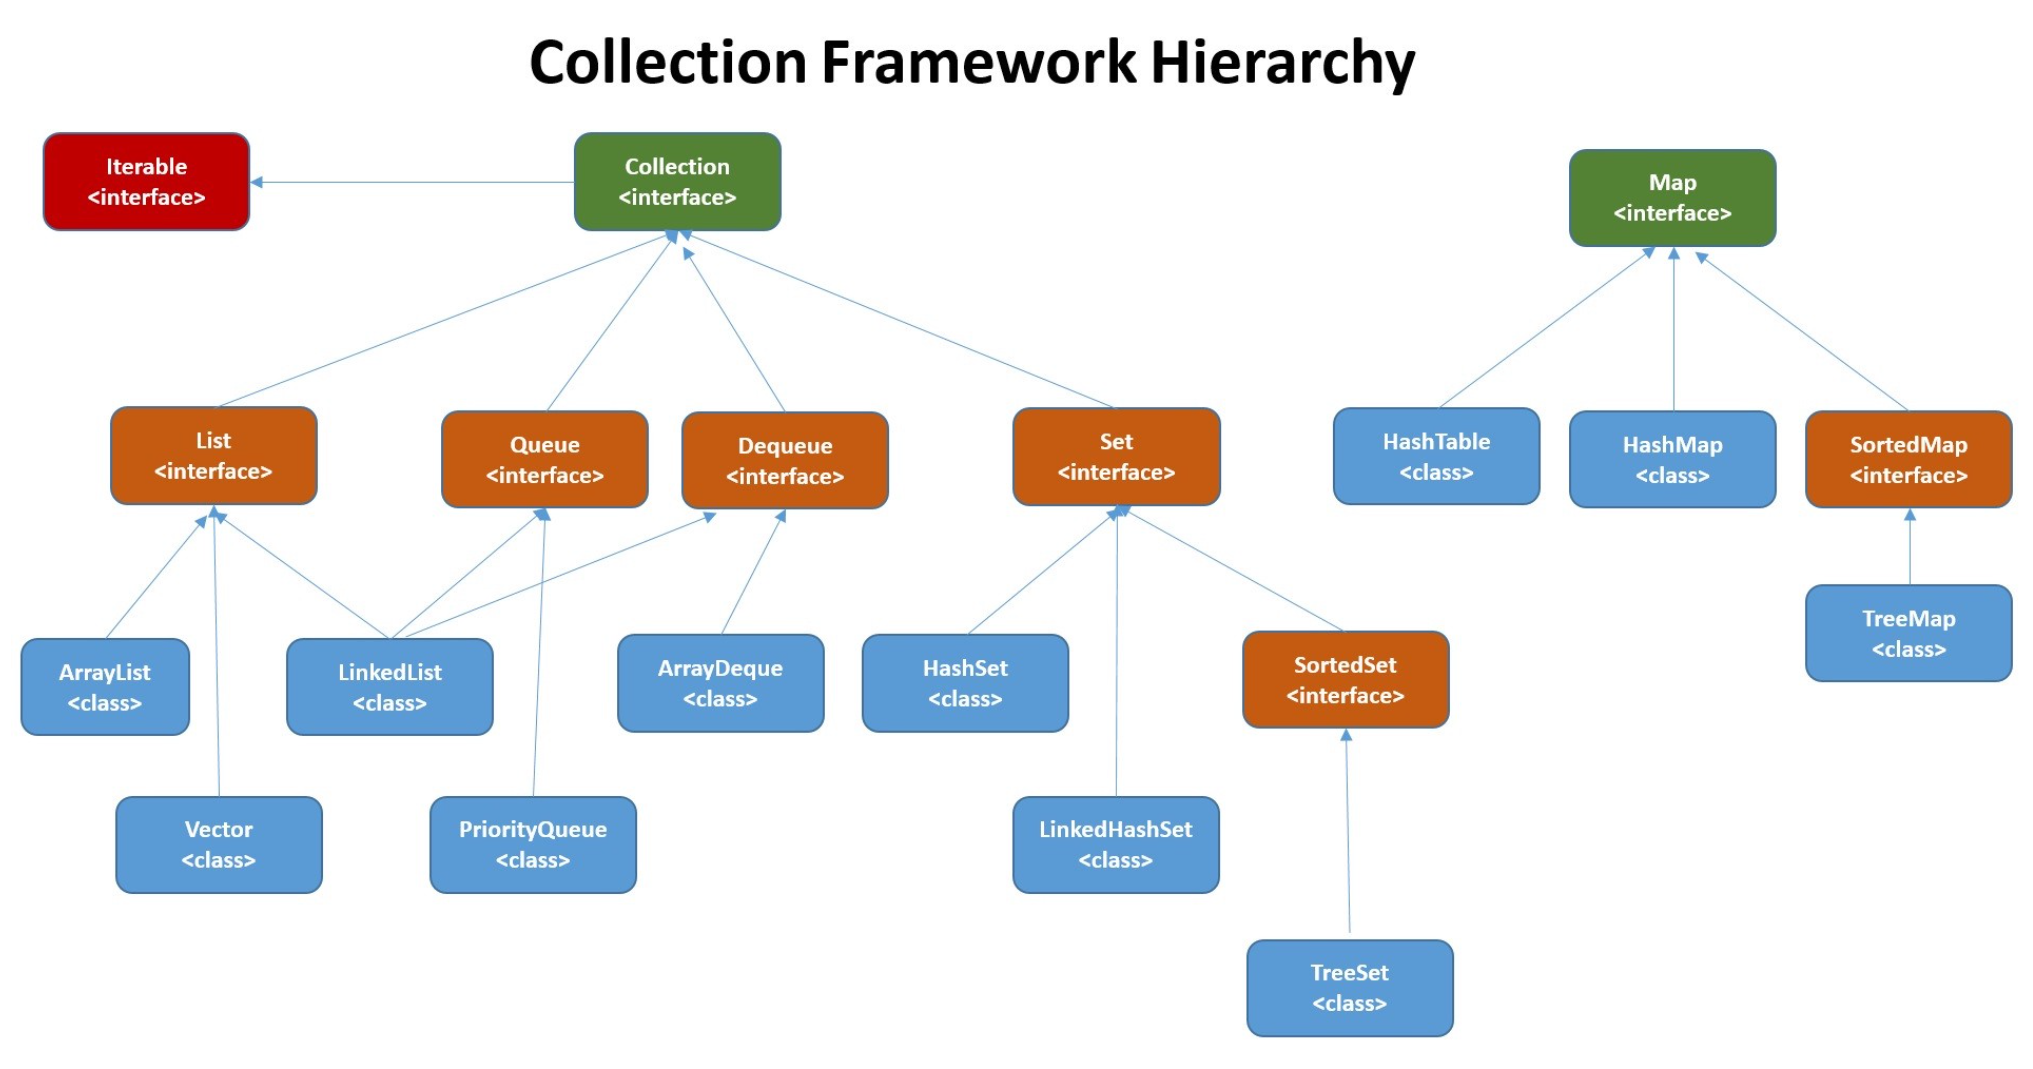 Collection Framework Hierarchy
Iterable
<interface>
Collection
<interface>
Map
<interface>
List
<interface>
Queue
<interface>
Dequeue
<interface>
Set
<interface>
HashTable
<class>
HashMap
<class>
SortedMap
<interface>
ArrayList
<class>
LinkedList
<class>
ArrayDeque
<class>
HashSet
<class>
SortedSet
<interface>
TreeMap
<class>
Vector
<class>
PriorityQueue
<class>
LinkedHashSet
<class>
TreeSet
<class>